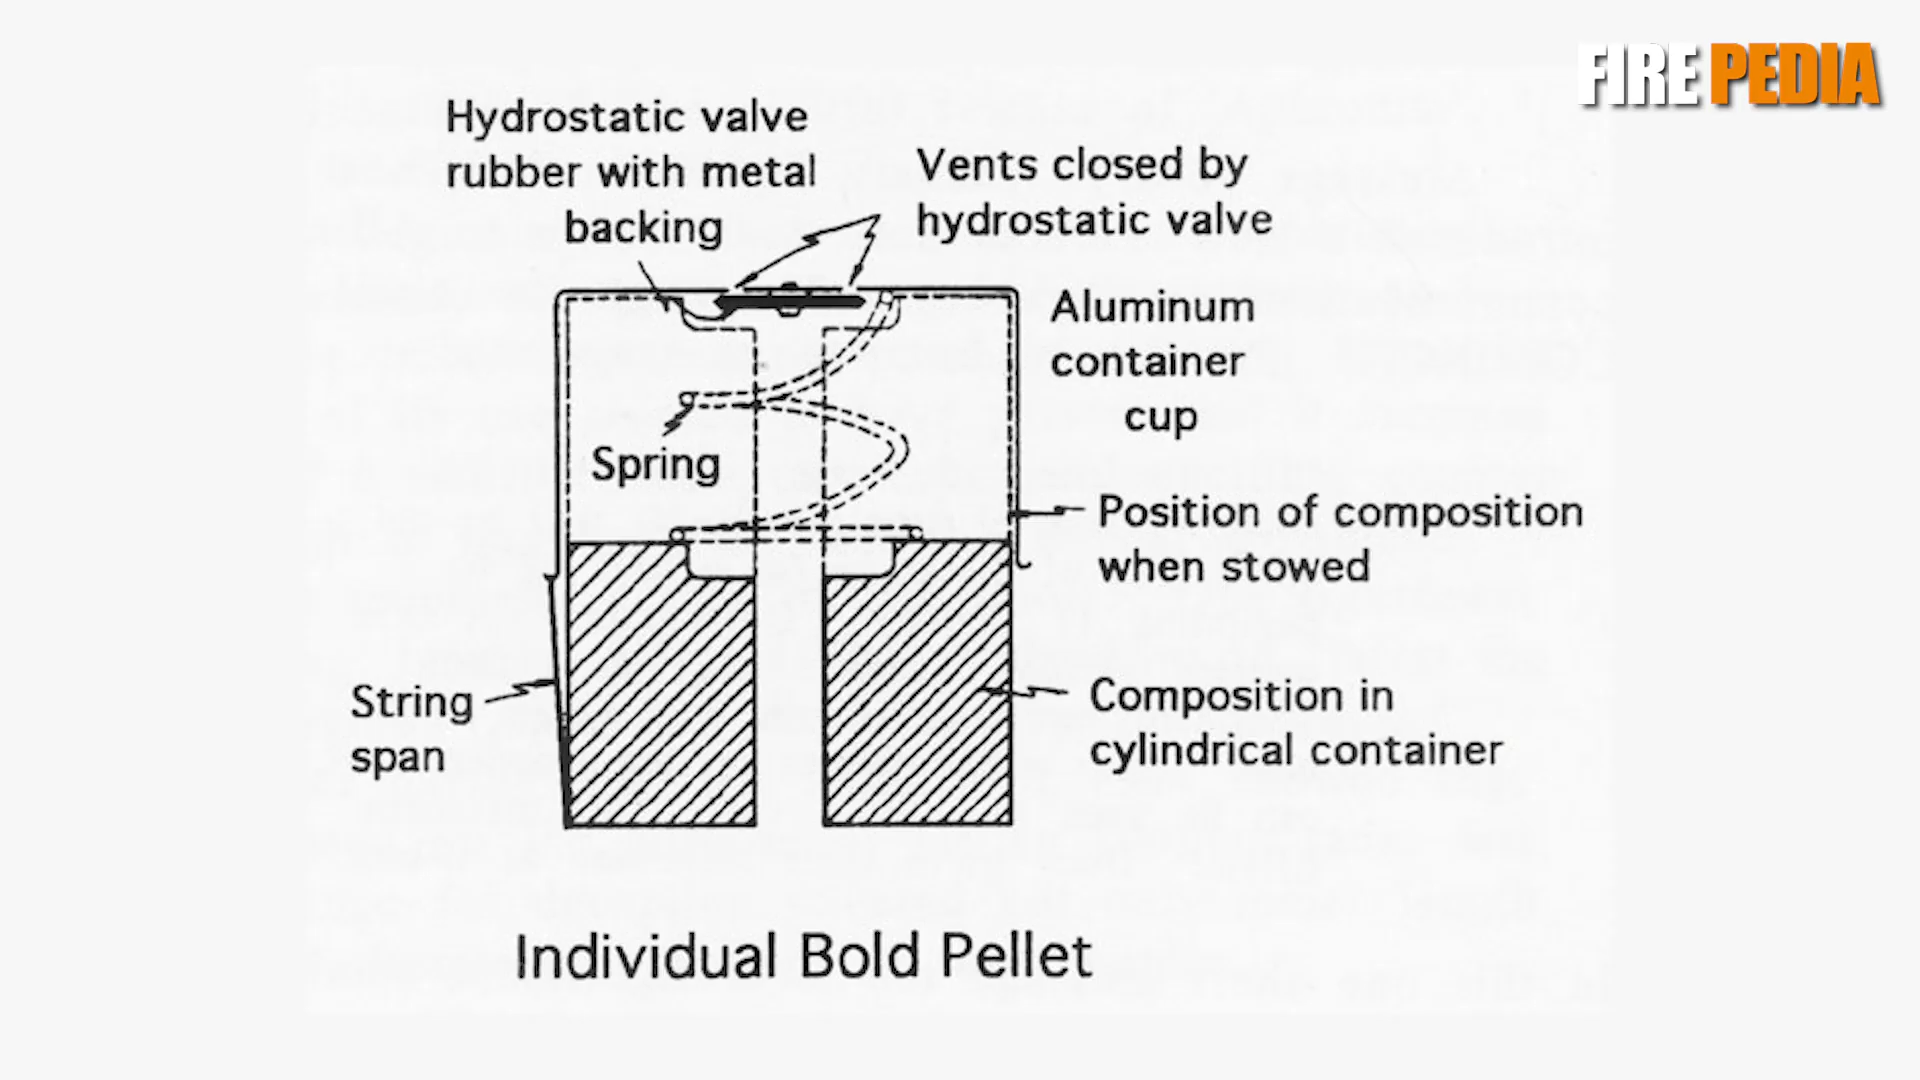 FIRE PEDIA
Hydrostatic valve
rubber with metal
backing
Vents closed by
hydrostatic valve
Aluminum
container
cup
Spring
Position of composition
when stowed
String
span
Composition in
cylindrical container
Individual Bold Pellet